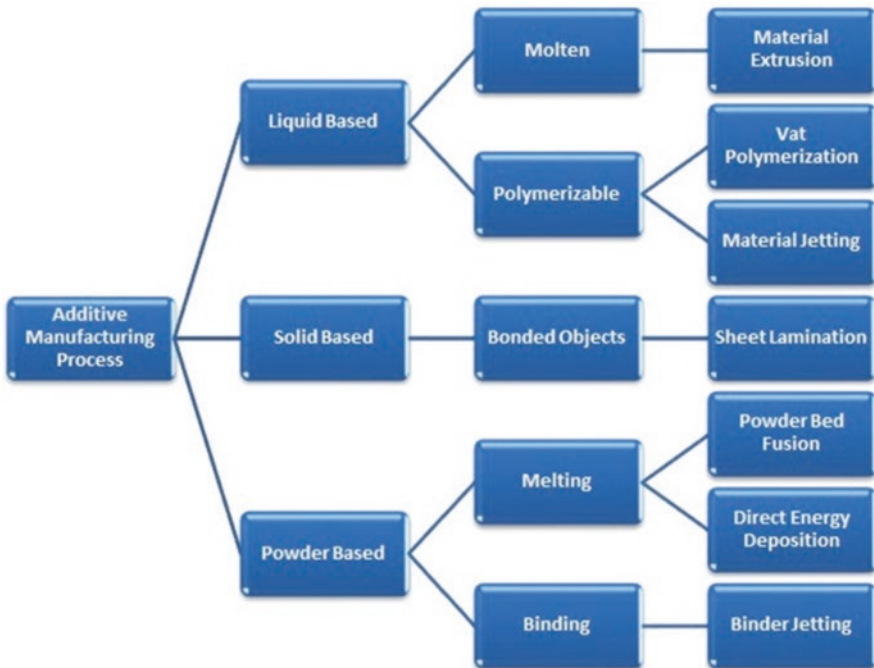 Molten
Material
Extrusion
Liquid Based
Vat
Polymerization
Polymerizable
Material Jetting
Additive
Manufacturing
Process
Solid Based
Bonded Objects
Sheet Lamination
Powder Bed
Fusion
Melting
Direct Energy
Deposition
Powder Based
Binding
Binder Jetting